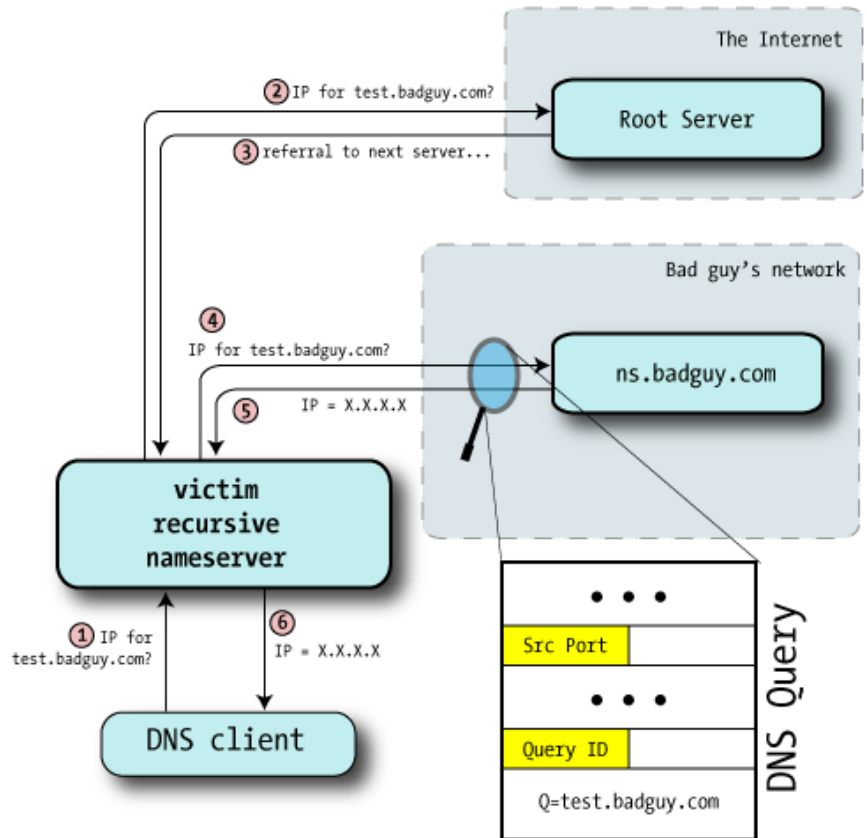 The Internet
② IP for test.badguy.com?
Root Server
③ referral to next server...
Bad guy's network
④
IP for test.badguy.com?
ns.badguy.com
⑤ IP = X.X.X.X
victim
recursive
nameserver
① IP for
test.badguy.com?
⑥
IP = X.X.X.X
DNS client
• • •
Src Port
• • •
Query ID
Q=test.badguy.com
DNS Query